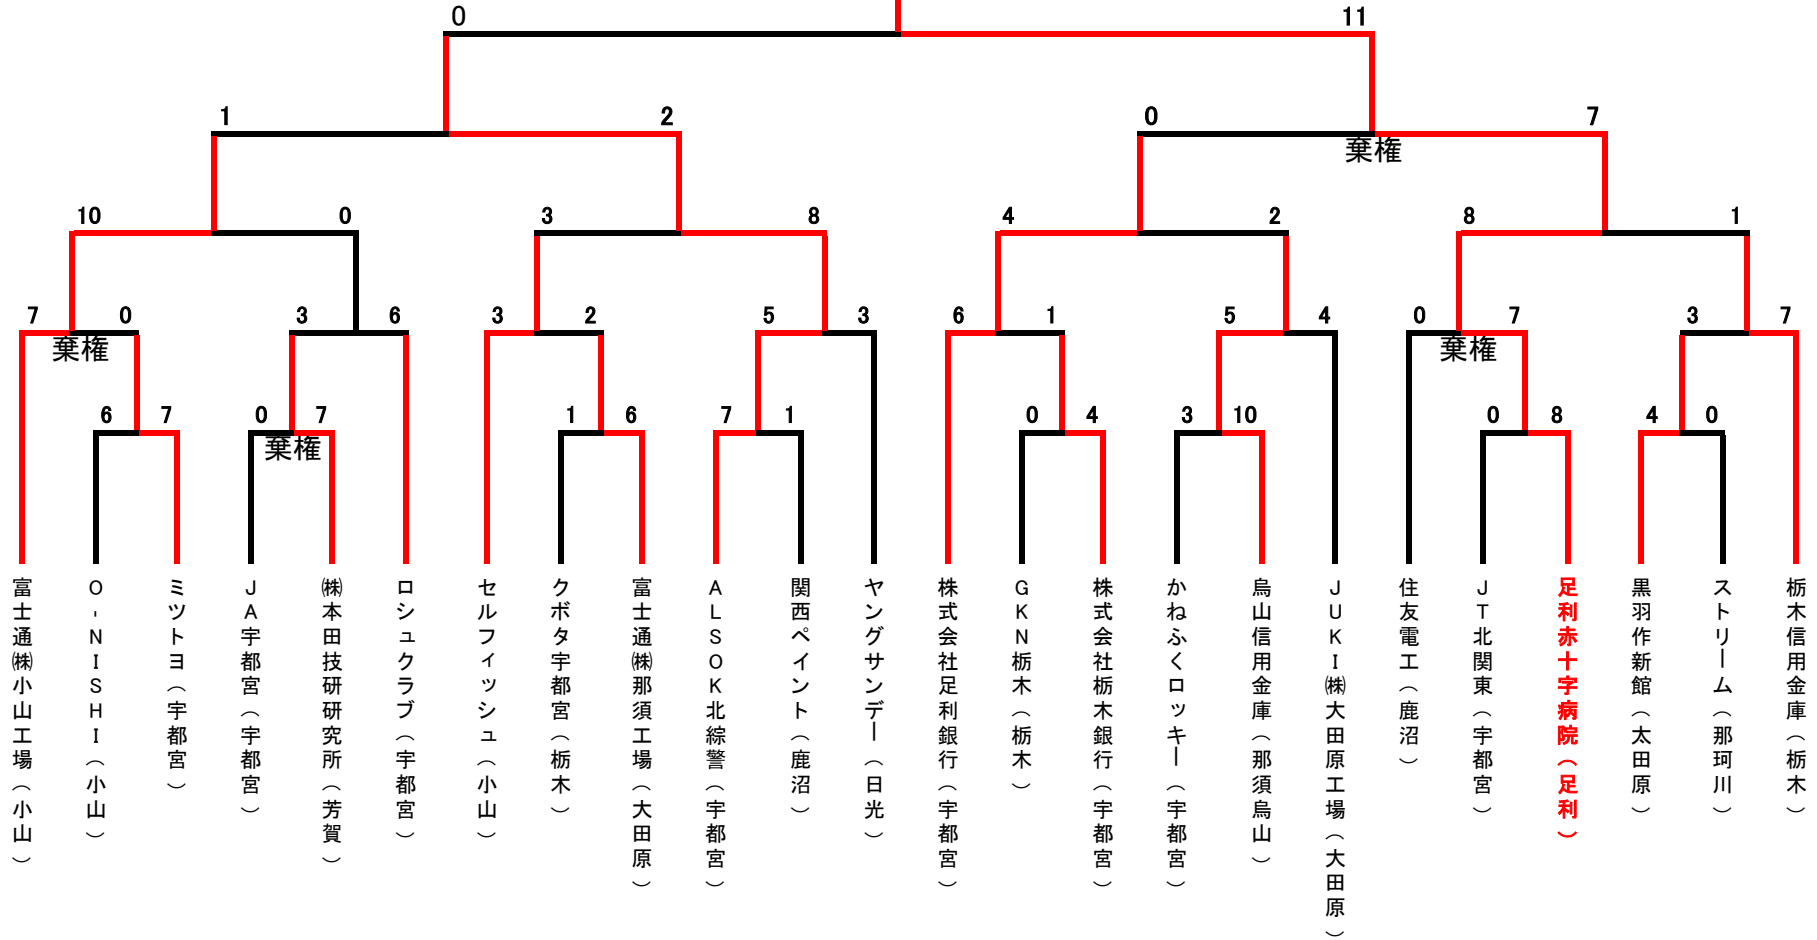 0 11
1 2 0 7
棄権
10 0 3 8 4 2 8 1
7 0 3 6 3 2 5 3 6 1 5 4 0 7 3 7
棄権 棄権
6 7 0 7 1 6 7 1 0 4 3 10 0 8 4 0
棄権
富士通㈱小山工場（小山）
O-NISHI（小山）
ミツトヨ（宇都宮）
JA宇都宮（宇都宮）
㈱本田技研研究所（芳賀）
ロシュクラブ（宇都宮）
セルフィッシュ（小山）
クボタ宇都宮（栃木）
富士通㈱那須工場（大田原）
ALSOK北綜警（宇都宮）
関西ペイント（鹿沼）
ヤングサンデー（日光）
株式会社足利銀行（宇都宮）
GKN栃木（栃木）
株式会社栃木銀行（宇都宮）
かねふくロッキー（宇都宮）
烏山信用金庫（那須烏山）
JUKI㈱大田原工場（大田原）
住友電工（鹿沼）
JT北関東（宇都宮）
足利赤十字病院（足利）
黒羽作新館（太田原）
ストリーム（那珂川）
栃木信用金庫（栃木）